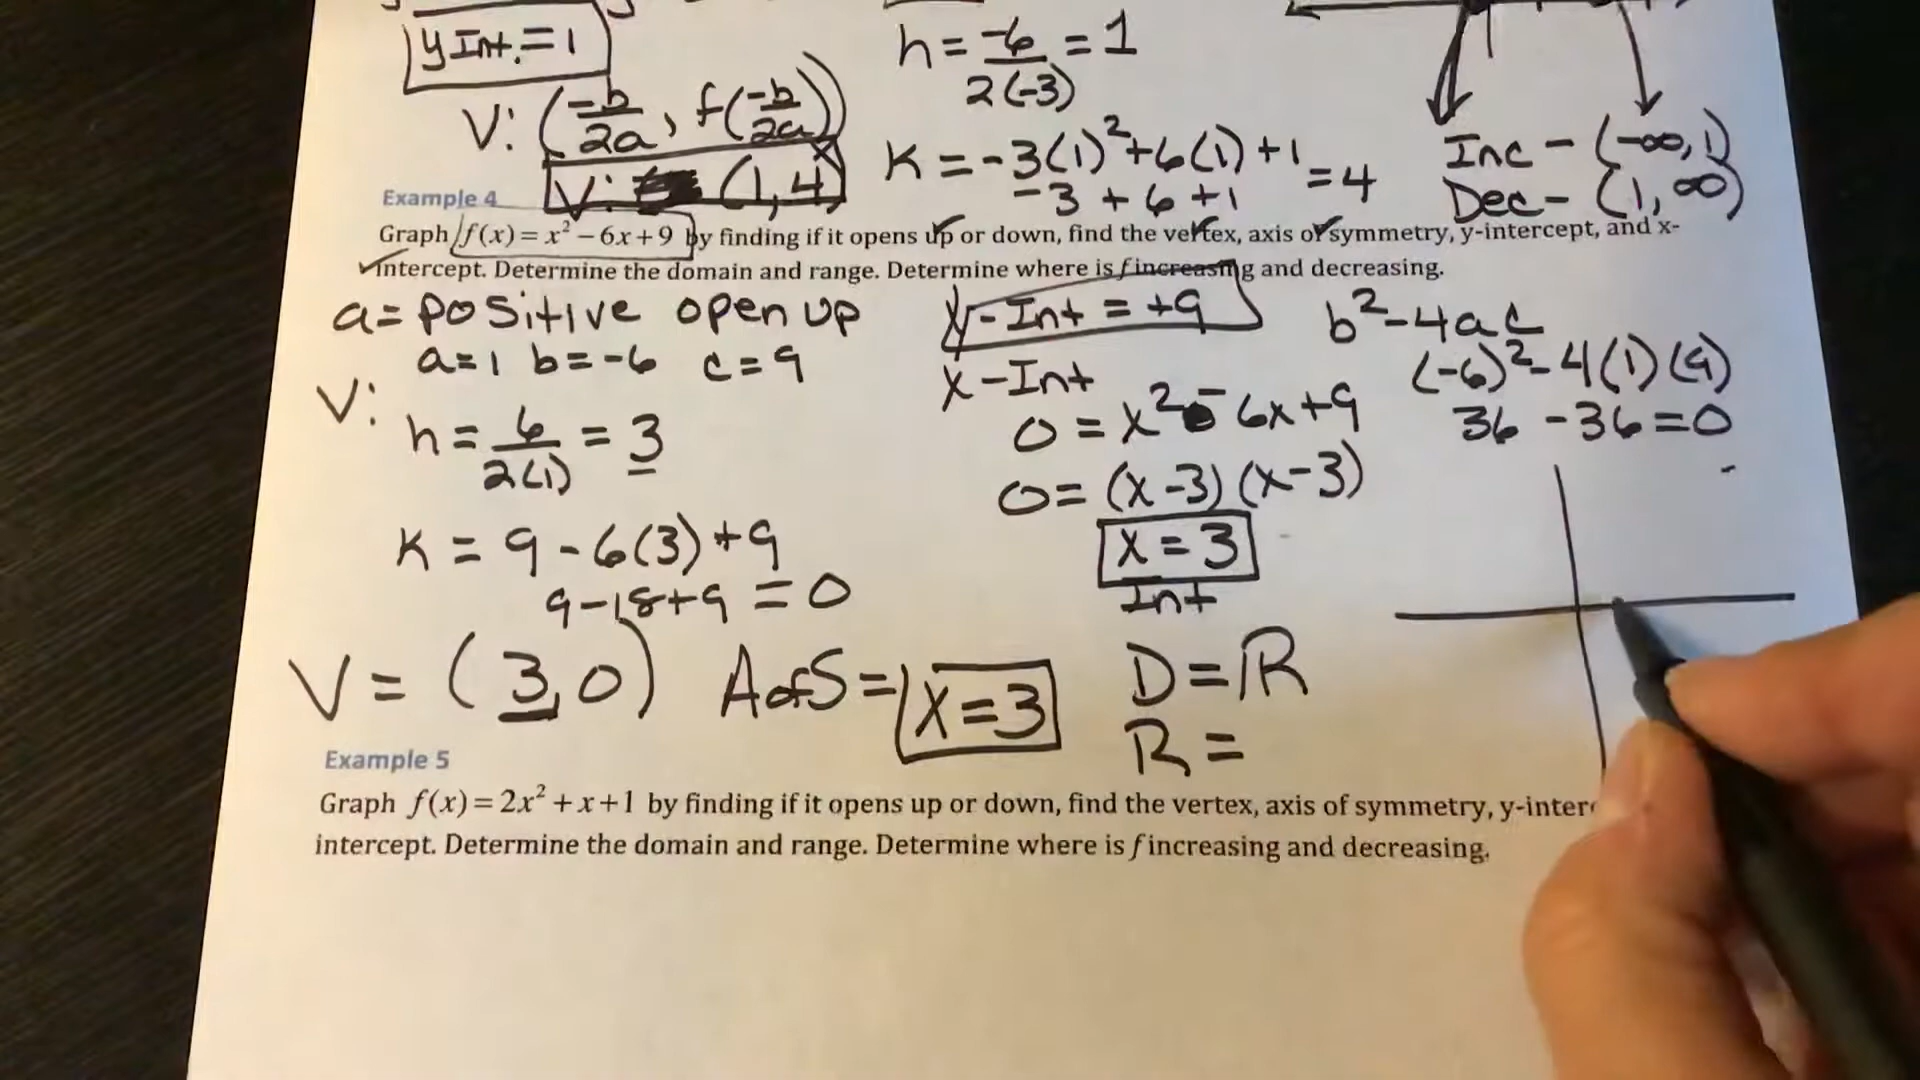 y Int. = 1
h = -6/2(-3) = 1
V: (-b/2a, f(-b/2a))
K = -3(1)²+6(1)+1
-3+6+1 = 4
V: (1,4)
Inc - (-∞,1)
Dec - (1,∞)
Example 4
Graph f(x)=x²-6x+9 by finding if it opens up or down, find the vertex, axis of symmetry, y-intercept, and x-
intercept. Determine the domain and range. Determine where is f increasing and decreasing.
a= positive open up
a=1 b=-6 c=9
V:
h = 6/2(1) = 3
K = 9-6(3)+9
9-18+9 = 0
V = (3,0) AofS = x=3
y-Int = +9
x-Int
0 = x²-6x+9
0= (x-3)(x-3)
x=3
Int
b²-4ac
(-6)²-4(1)(9)
36-36=0
D=ℝ
R =
Example 5
Graph f(x)=2x²+x+1 by finding if it opens up or down, find the vertex, axis of symmetry, y-inter
intercept. Determine the domain and range. Determine where is f increasing and decreasing.